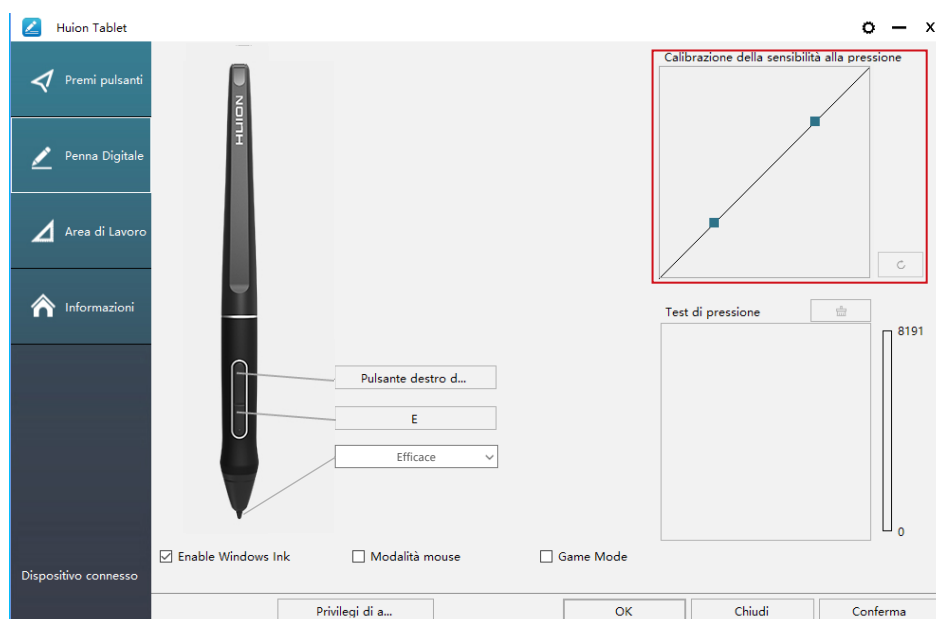 Huion Tablet
Premi pulsanti
Penna Digitale
Area di Lavoro
Informazioni
Dispositivo connesso
HUION
Pulsante destro d...
E
Efficace
Enable Windows Ink
Modalità mouse
Game Mode
Calibrazione della sensibilità alla pressione
Test di pressione
8191
0
Privilegi di a...
OK
Chiudi
Conferma